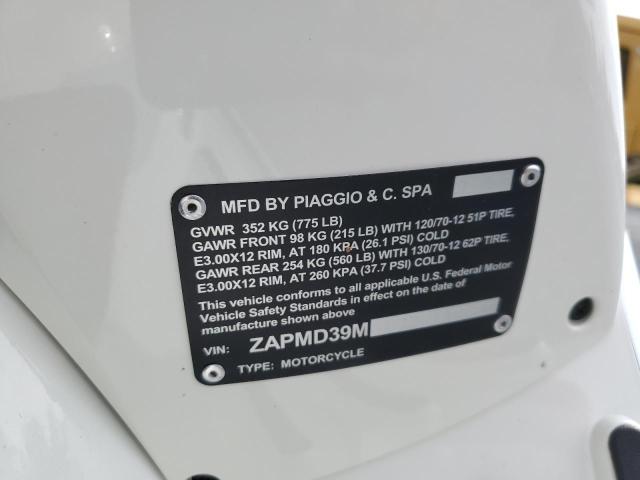 MFD BY PIAGGIO & C. SPA
GVWR 352 KG (775 LB)
GAWR FRONT 98 KG (215 LB) WITH 120/70-12 51P TIRE,
E3.00X12 RIM, AT 180 KPA (26.1 PSI) COLD
GAWR REAR 254 KG (560 LB) WITH 130/70-12 62P TIRE,
E3.00X12 RIM, AT 260 KPA (37.7 PSI) COLD
This vehicle conforms to all applicable U.S. Federal Motor
Vehicle Safety Standards in effect on the date of
manufacture shown above
VIN: ZAPMD39M
TYPE: MOTORCYCLE